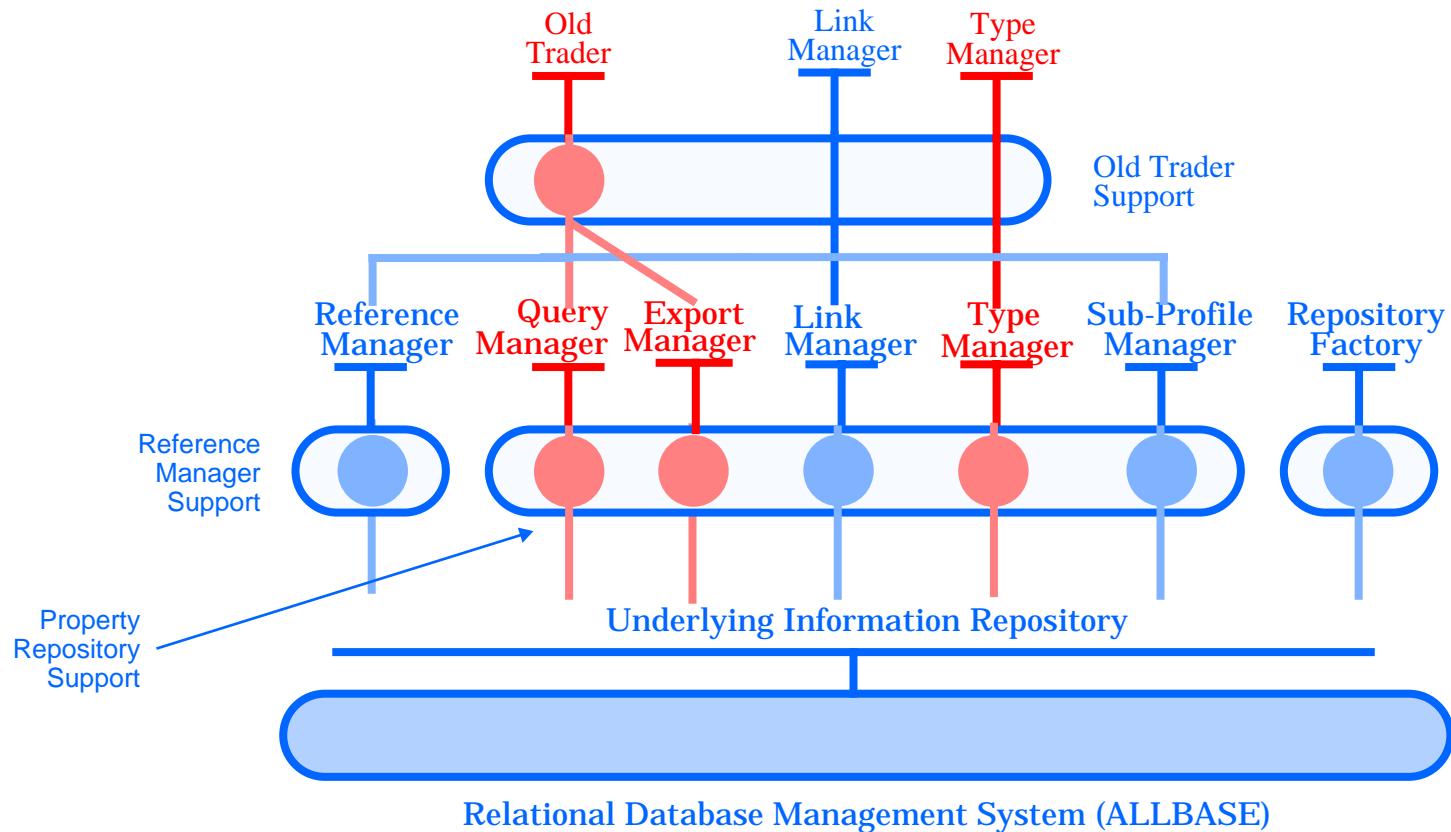 Old
Trader
Link
Manager
Type
Manager
Old Trader
Support
Reference
Manager
Query
Manager
Export
Manager
Link
Manager
Type
Manager
Sub-Profile
Manager
Repository
Factory
Reference
Manager
Support
Property
Repository
Support
Underlying Information Repository
Relational Database Management System (ALLBASE)